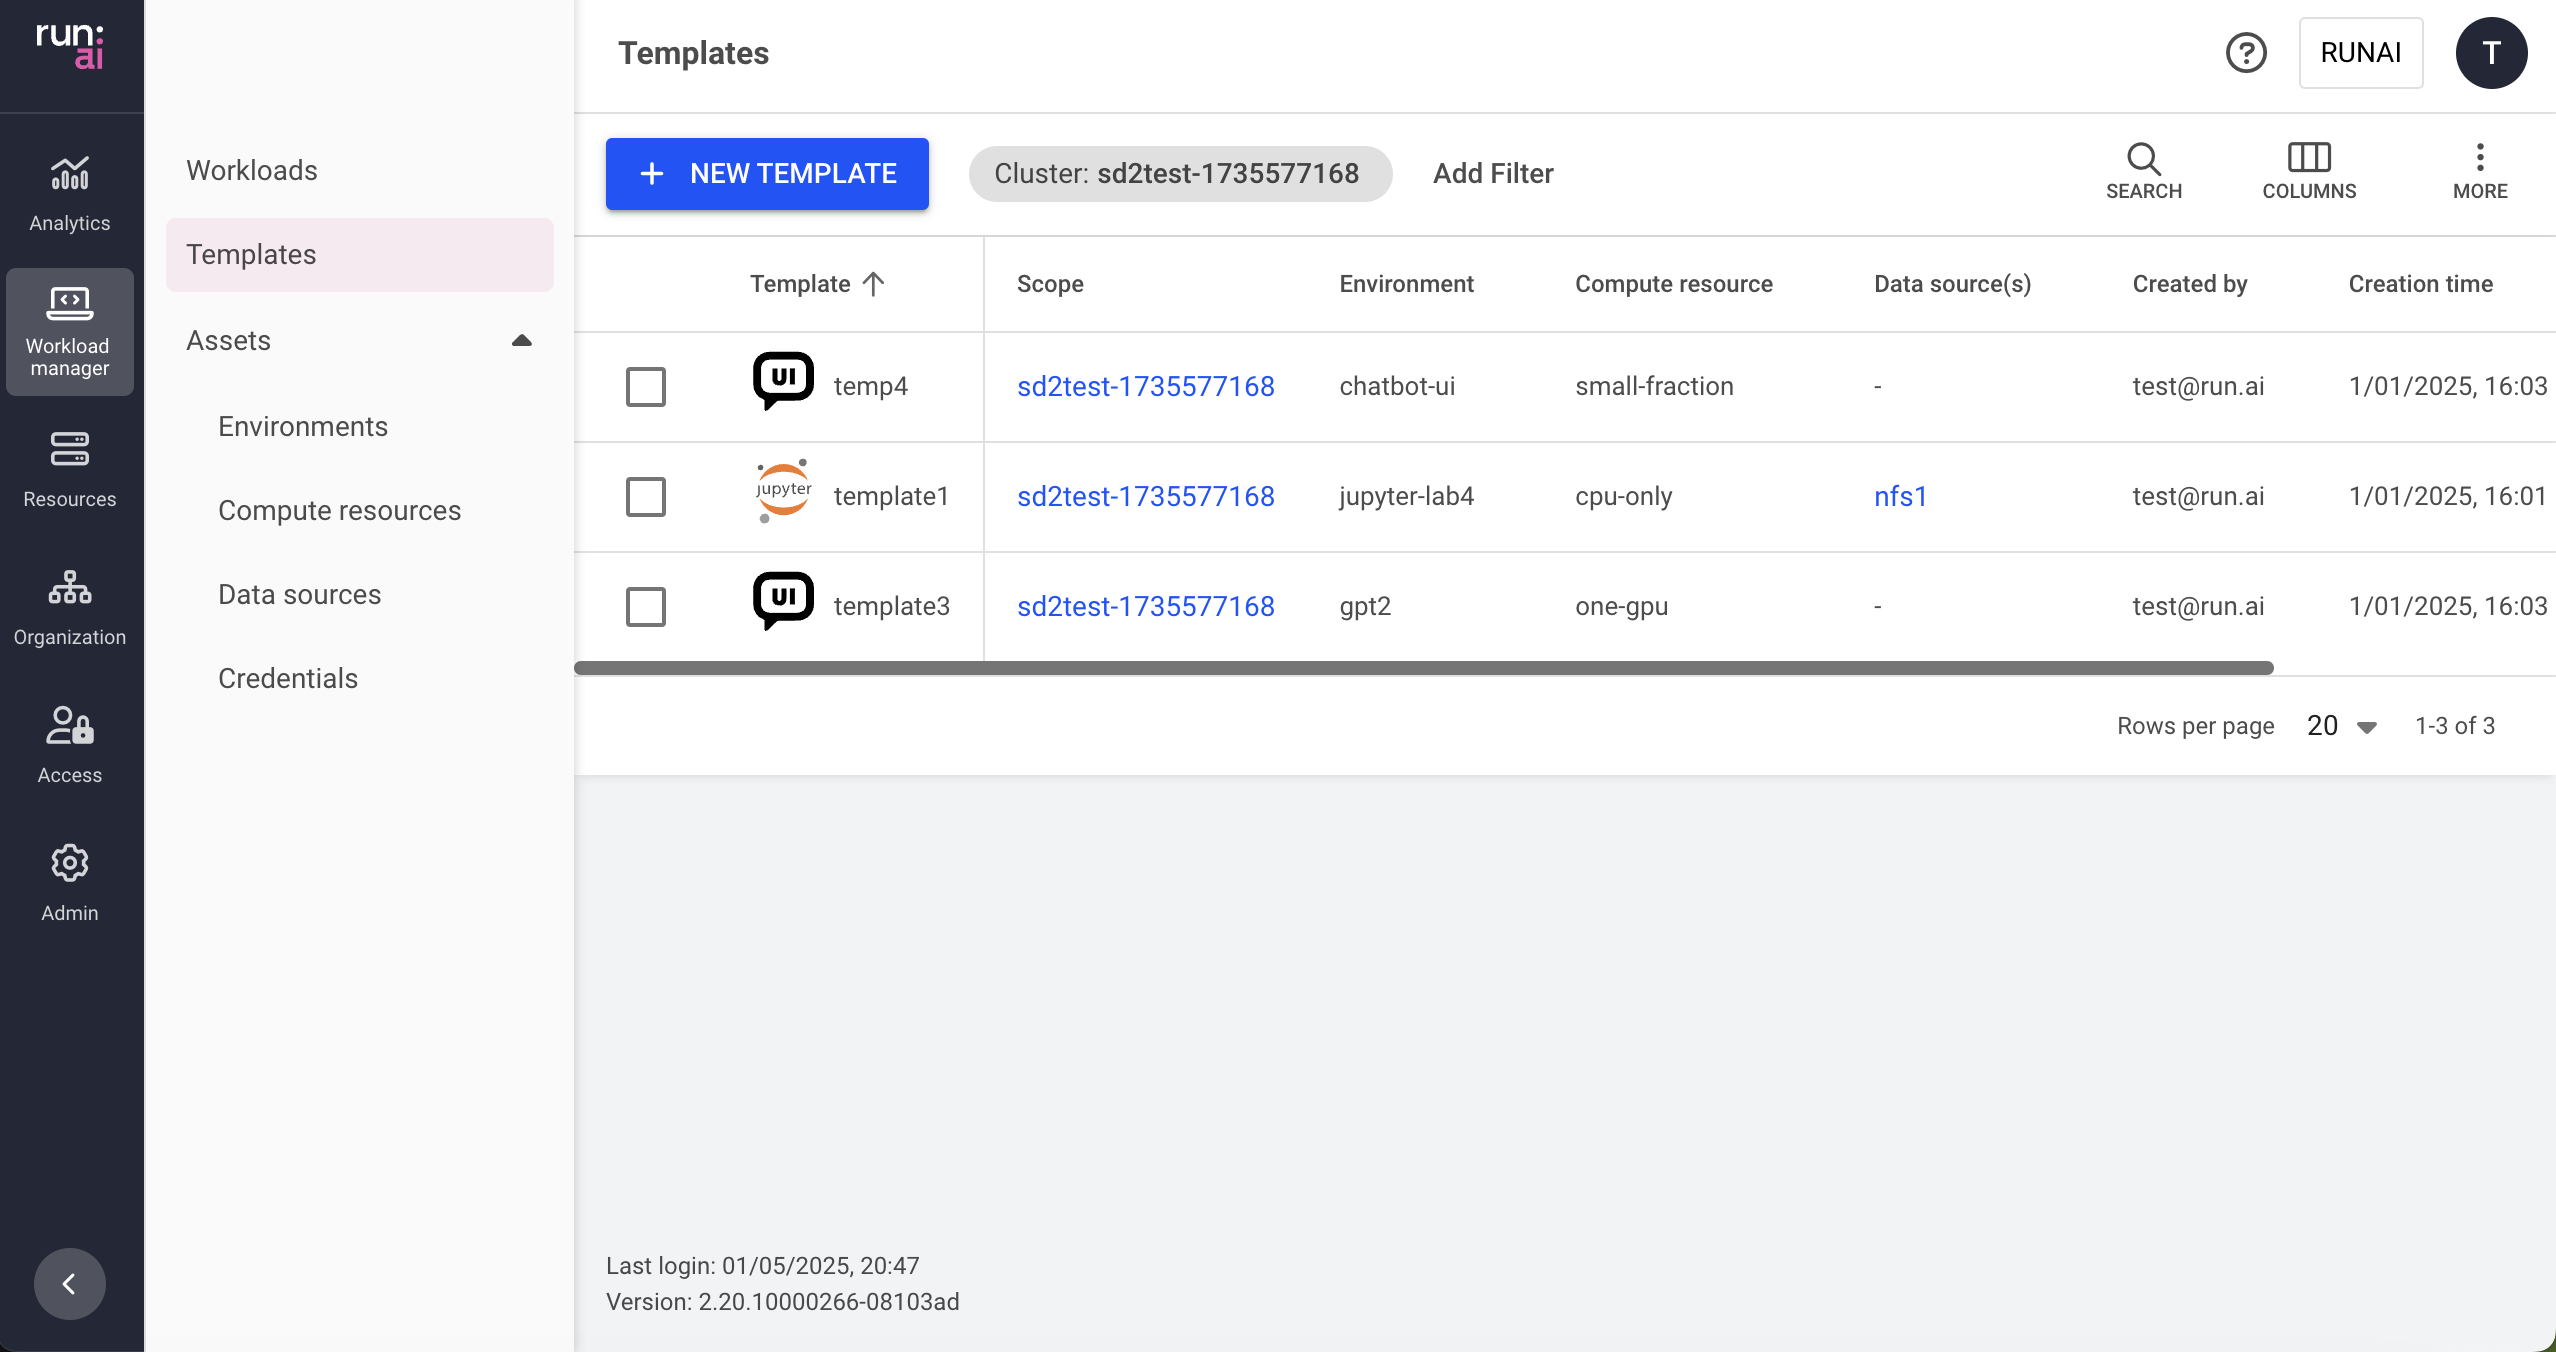 run:
ai
Analytics
Workload
manager
Resources
Organization
Access
Admin
Workloads
Templates
Assets
Environments
Compute resources
Data sources
Credentials
Templates
? RUNAI T
+ NEW TEMPLATE Cluster: sd2test-1735577168 Add Filter SEARCH COLUMNS MORE
Template Scope Environment Compute resource Data source(s) Created by Creation time
UI temp4 sd2test-1735577168 chatbot-ui small-fraction - test@run.ai 1/01/2025, 16:03
jupyter template1 sd2test-1735577168 jupyter-lab4 cpu-only nfs1 test@run.ai 1/01/2025, 16:01
UI template3 sd2test-1735577168 gpt2 one-gpu - test@run.ai 1/01/2025, 16:03
Rows per page 20 1-3 of 3
Last login: 01/05/2025, 20:47
Version: 2.20.10000266-08103ad